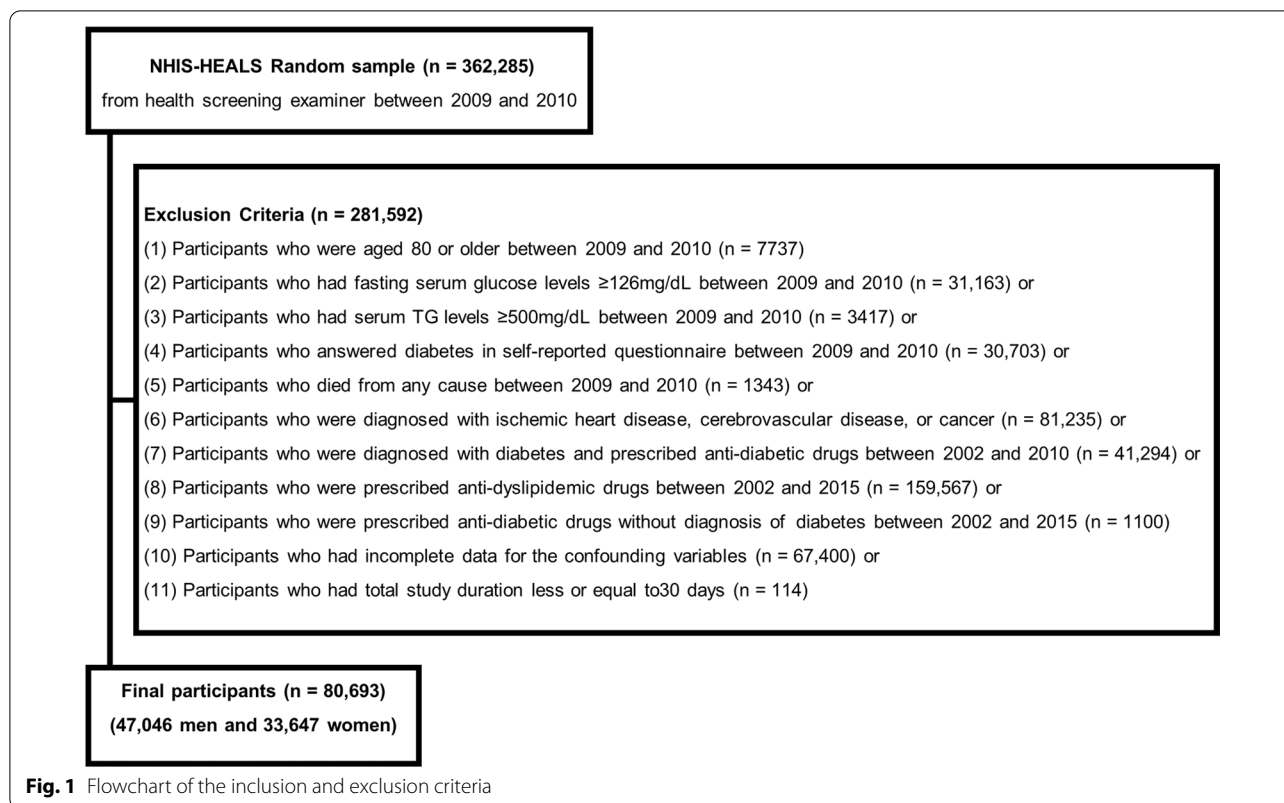 NHIS-HEALS Random sample (n = 362,285)
from health screening examiner between 2009 and 2010
Exclusion Criteria (n = 281,592)
(1) Participants who were aged 80 or older between 2009 and 2010 (n = 7737)
(2) Participants who had fasting serum glucose levels ≥126mg/dL between 2009 and 2010 (n = 31,163) or
(3) Participants who had serum TG levels ≥500mg/dL between 2009 and 2010 (n = 3417) or
(4) Participants who answered diabetes in self-reported questionnaire between 2009 and 2010 (n = 30,703) or
(5) Participants who died from any cause between 2009 and 2010 (n = 1343) or
(6) Participants who were diagnosed with ischemic heart disease, cerebrovascular disease, or cancer (n = 81,235) or
(7) Participants who were diagnosed with diabetes and prescribed anti-diabetic drugs between 2002 and 2010 (n = 41,294) or
(8) Participants who were prescribed anti-dyslipidemic drugs between 2002 and 2015 (n = 159,567) or
(9) Participants who were prescribed anti-diabetic drugs without diagnosis of diabetes between 2002 and 2015 (n = 1100)
(10) Participants who had incomplete data for the confounding variables (n = 67,400) or
(11) Participants who had total study duration less or equal to30 days (n = 114)
Final participants (n = 80,693)
(47,046 men and 33,647 women)
Fig. 1 Flowchart of the inclusion and exclusion criteria